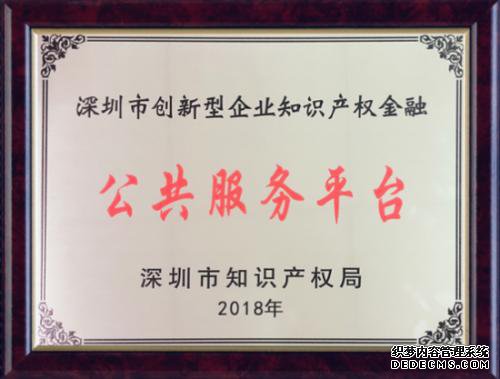 深圳市创新型企业知识产权金融
公共服务平台
深圳市知识产权局
2018年
织梦内容管理系统
DEDECMS.COM